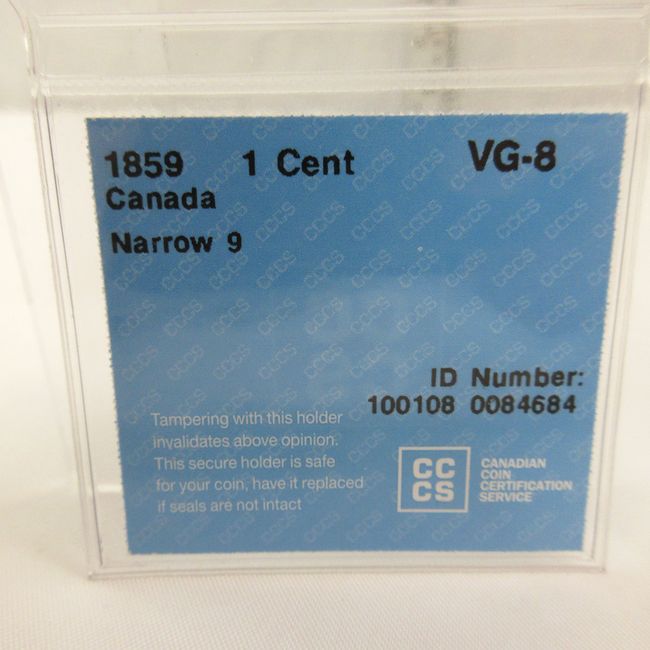 1859 1 Cent VG-8
Canada
Narrow 9
ID Number:
100108 0084684
Tampering with this holder
invalidates above opinion.
This secure holder is safe
for your coin, have it replaced
if seals are not intact
CC
CS
CANADIAN
COIN
CERTIFICATION
SERVICE